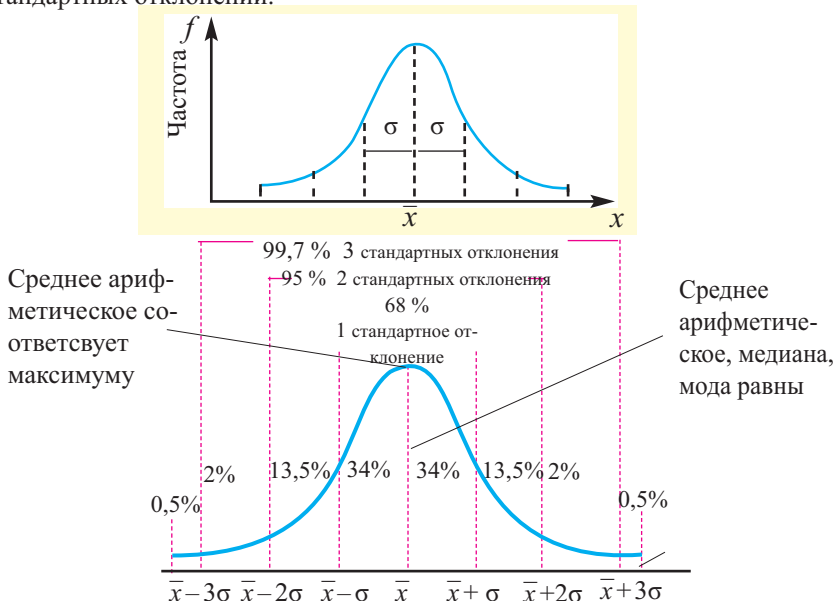 тандартных отклонений.
f
Частота
σ σ
x̅ x
99,7 % 3 стандартных отклонения
95 % 2 стандартных отклонения
68 %
1 стандартное от-
клонение
Среднее ариф-
метическое со-
ответсвует
максимуму
Среднее
арифметиче-
ское, медиана,
мода равны
0,5% 2% 13,5% 34% 34% 13,5% 2% 0,5%
x̅–3σ x̅–2σ x̅–σ x̅ x̅+ σ x̅+2σ x̅+3σ